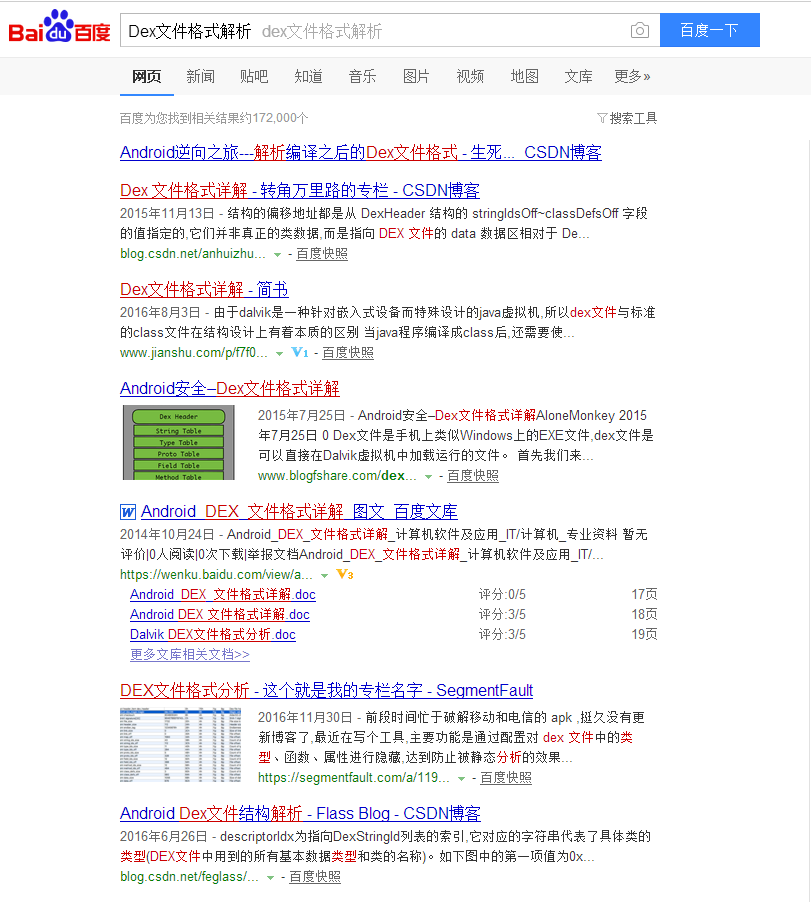 Bai du 百度
Dex文件格式解析 dex文件格式解析
百度一下
网页 新闻 贴吧 知道 音乐 图片 视频 地图 文库 更多»
百度为您找到相关结果约172,000个 搜索工具
Android逆向之旅---解析编译之后的Dex文件格式 - 生死... _CSDN博客
Dex 文件格式详解 - 转角万里路的专栏 - CSDN博客
2015年11月13日 - 结构的偏移地址都是从 DexHeader 结构的 stringIdsOff~classDefsOff 字段
的值指定的,它们并非真正的类数据,而是指向 DEX 文件的 data 数据区相对于 De...
blog.csdn.net/anhuizhu... - 百度快照
Dex文件格式详解 - 简书
2016年8月3日 - 由于dalvik是一种针对嵌入式设备而特殊设计的java虚拟机,所以dex文件与标准
的class文件在结构设计上有着本质的区别 当java程序编译成class后,还需要使...
www.jianshu.com/p/f7f0... V1 - 百度快照
Android安全–Dex文件格式详解
Dex Header
String Table
Type Table
Proto Table
Field Table
Method Table
2015年7月25日 - Android安全–Dex文件格式详解AloneMonkey 2015
年7月25日 0 Dex文件是手机上类似Windows上的EXE文件,dex文件是
可以直接在Dalvik虚拟机中加载运行的文件。 首先我们来...
www.blogfshare.com/dex... - 百度快照
W Android_DEX_文件格式详解_图文_百度文库
2014年10月24日 - Android_DEX_文件格式详解_计算机软件及应用_IT/计算机_专业资料 暂无
评价|0人阅读|0次下载|举报文档Android_DEX_文件格式详解_计算机软件及应用_IT/...
https://wenku.baidu.com/view/a... V3
Android_DEX_文件格式详解.doc 评分:0/5 17页
Android DEX 文件格式详解.doc 评分:3/5 18页
Dalvik DEX文件格式分析.doc 评分:3/5 19页
更多文库相关文档>>
DEX文件格式分析 - 这个就是我的专栏名字 - SegmentFault
2016年11月30日 - 前段时间忙于破解移动和电信的 apk ,挺久没有更
新博客了,最近在写个工具,主要功能是通过配置对 dex 文件中的类
型、函数、属性进行隐藏,达到防止被静态分析的效果...
https://segmentfault.com/a/119... - 百度快照
Android Dex文件结构解析 - Flass Blog - CSDN博客
2016年6月26日 - descriptorIdx为指向DexStringId列表的索引,它对应的字符串代表了具体类的
类型(DEX文件中用到的所有基本数据类型和类的名称)。如下图中的第一项值为0x...
blog.csdn.net/feglass/... - 百度快照